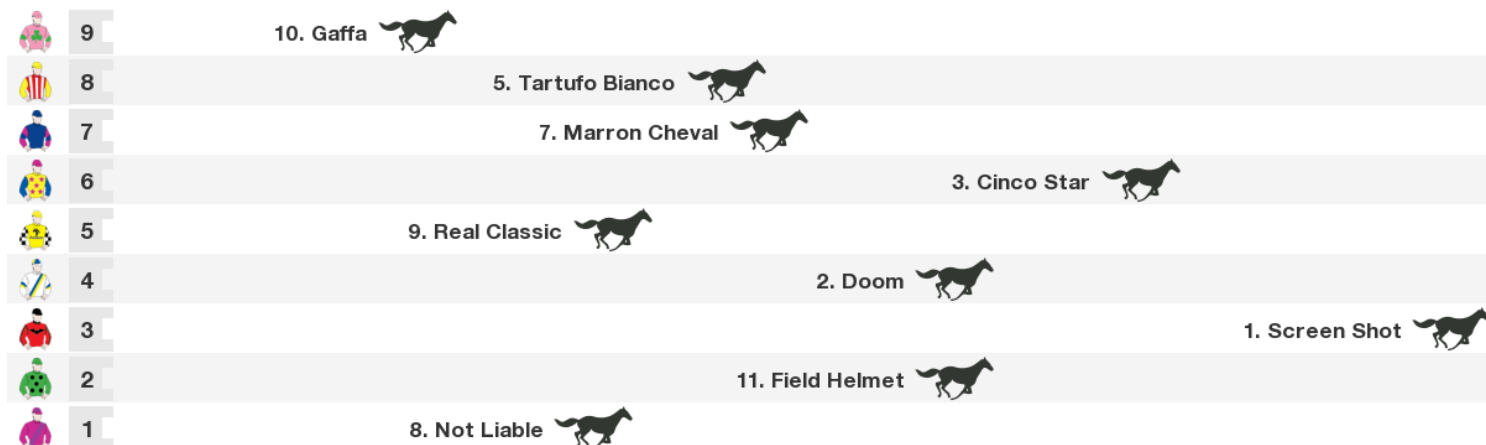 9 10. Gaffa
8 5. Tartufo Bianco
7 7. Marron Cheval
6 3. Cinco Star
5 9. Real Classic
4 2. Doom
3 1. Screen Shot
2 11. Field Helmet
1 8. Not Liable